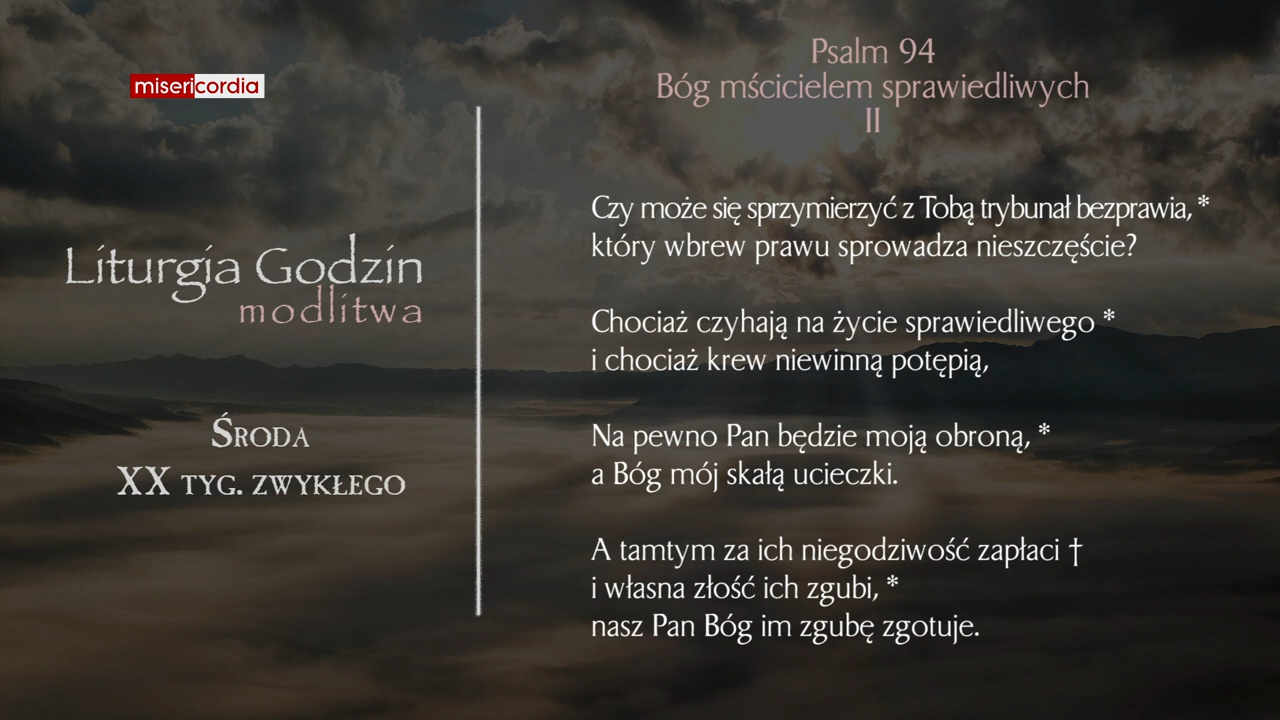 misericordia
Liturgia Godzin
modlitwa
Środa
XX tyg. zwykłego
Psalm 94
Bóg mścicielem sprawiedliwych
II
Czy może się sprzymierzyć z Tobą trybunał bezprawia, *
który wbrew prawu sprowadza nieszczęście?
Chociaż czyhają na życie sprawiedliwego *
i chociaż krew niewinną potępią,
Na pewno Pan będzie moją obroną, *
a Bóg mój skałą ucieczki.
A tamtym za ich niegodziwość zapłaci †
i własna złość ich zgubi, *
nasz Pan Bóg im zgubę zgotuje.